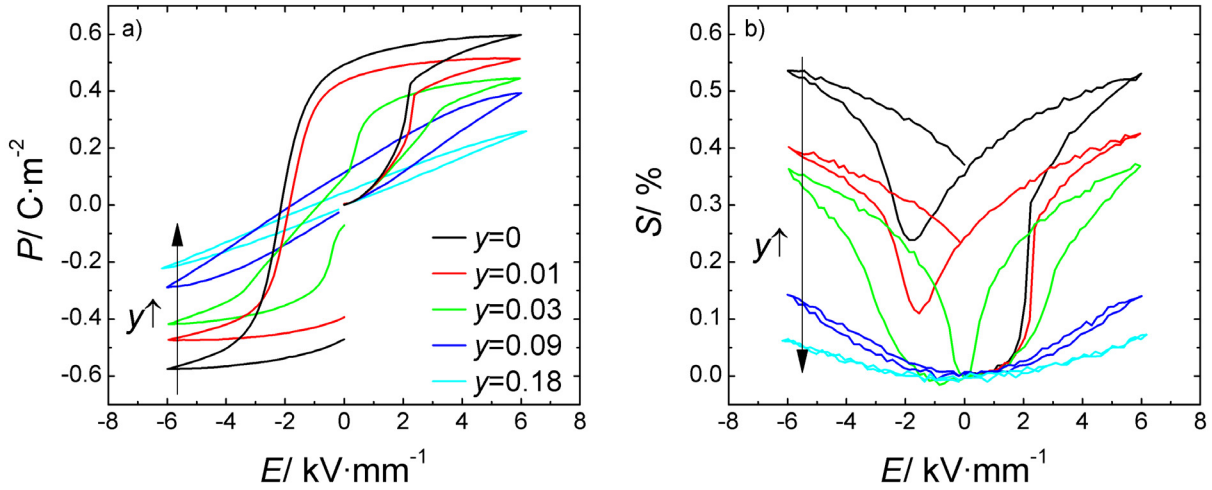 a)
0.6
0.4
0.2
0.0
-0.2
-0.4
-0.6
P/ C·m⁻²
y↑
y=0
y=0.01
y=0.03
y=0.09
y=0.18
-8 -6 -4 -2 0 2 4 6 8
E/ kV·mm⁻¹
b)
0.6
0.5
0.4
0.3
0.2
0.1
0.0
S/ %
y↑
-8 -6 -4 -2 0 2 4 6 8
E/ kV·mm⁻¹